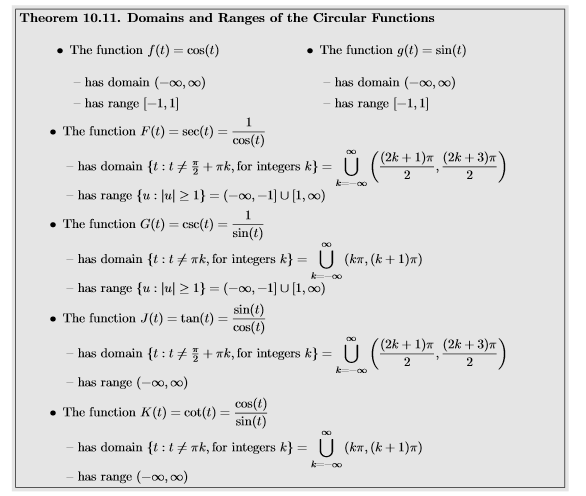 Theorem 10.11. Domains and Ranges of the Circular Functions
• The function f(t) = cos(t)
– has domain (−∞, ∞)
– has range [−1, 1]
• The function g(t) = sin(t)
– has domain (−∞, ∞)
– has range [−1, 1]
• The function F(t) = sec(t) = 1/cos(t)
– has domain {t : t ≠ π/2 + πk, for integers k} = ⋃_{k=−∞}^{∞} ((2k + 1)π/2, (2k + 3)π/2)
– has range {u : |u| ≥ 1} = (−∞, −1] ∪ [1, ∞)
• The function G(t) = csc(t) = 1/sin(t)
– has domain {t : t ≠ πk, for integers k} = ⋃_{k=−∞}^{∞} (kπ, (k + 1)π)
– has range {u : |u| ≥ 1} = (−∞, −1] ∪ [1, ∞)
• The function J(t) = tan(t) = sin(t)/cos(t)
– has domain {t : t ≠ π/2 + πk, for integers k} = ⋃_{k=−∞}^{∞} ((2k + 1)π/2, (2k + 3)π/2)
– has range (−∞, ∞)
• The function K(t) = cot(t) = cos(t)/sin(t)
– has domain {t : t ≠ πk, for integers k} = ⋃_{k=−∞}^{∞} (kπ, (k + 1)π)
– has range (−∞, ∞)